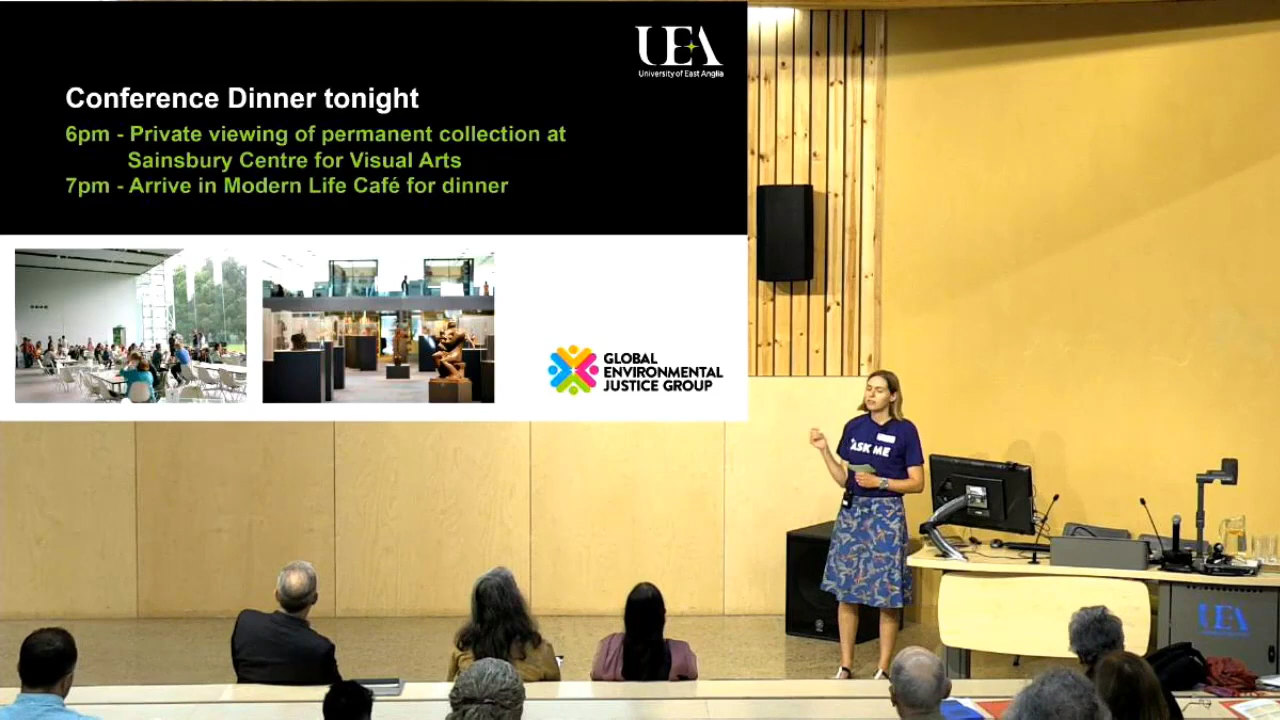 UEA
University of East Anglia
Conference Dinner tonight
6pm - Private viewing of permanent collection at
Sainsbury Centre for Visual Arts
7pm - Arrive in Modern Life Café for dinner
GLOBAL
ENVIRONMENTAL
JUSTICE GROUP
ASK ME
UEA